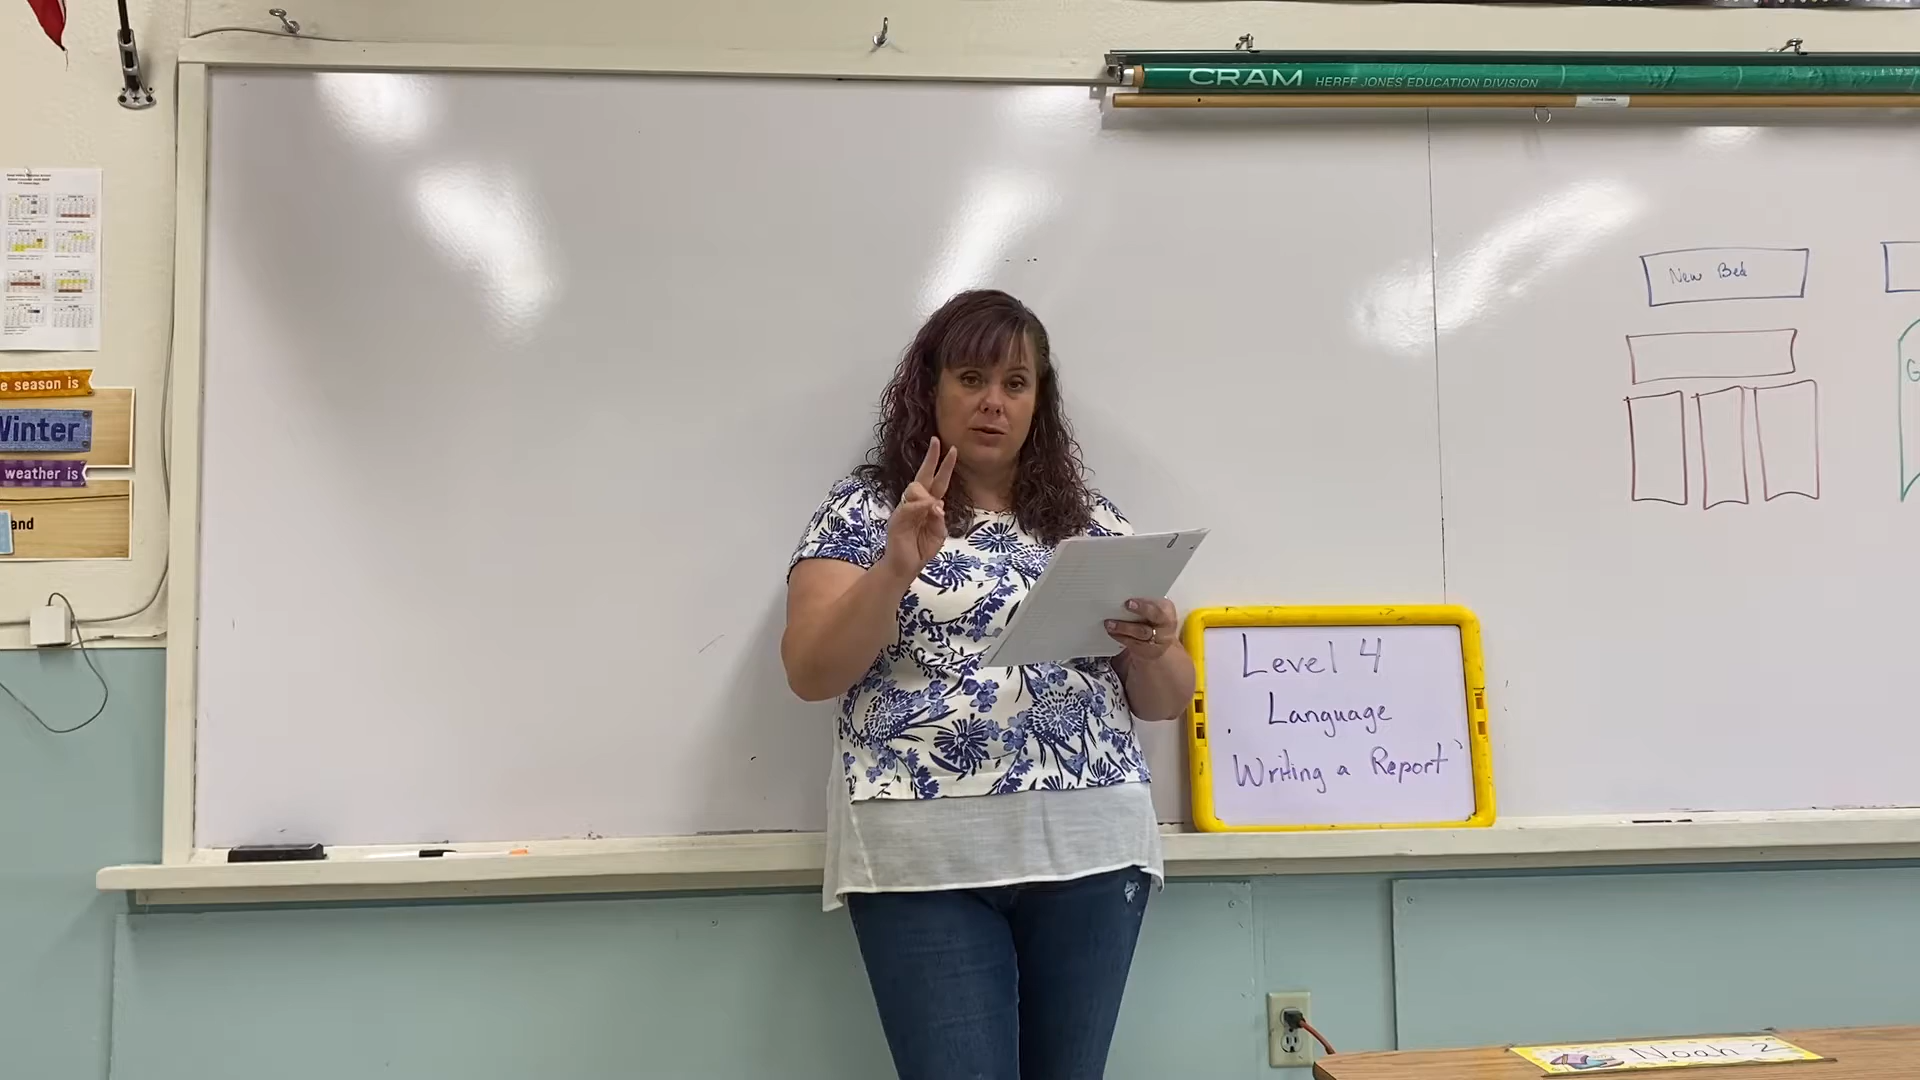 CRAM HERFF JONES EDUCATION DIVISION
e season is
Winter
weather is
and
New Bed
G
Level 4
Language
Writing a Report
Noah Z